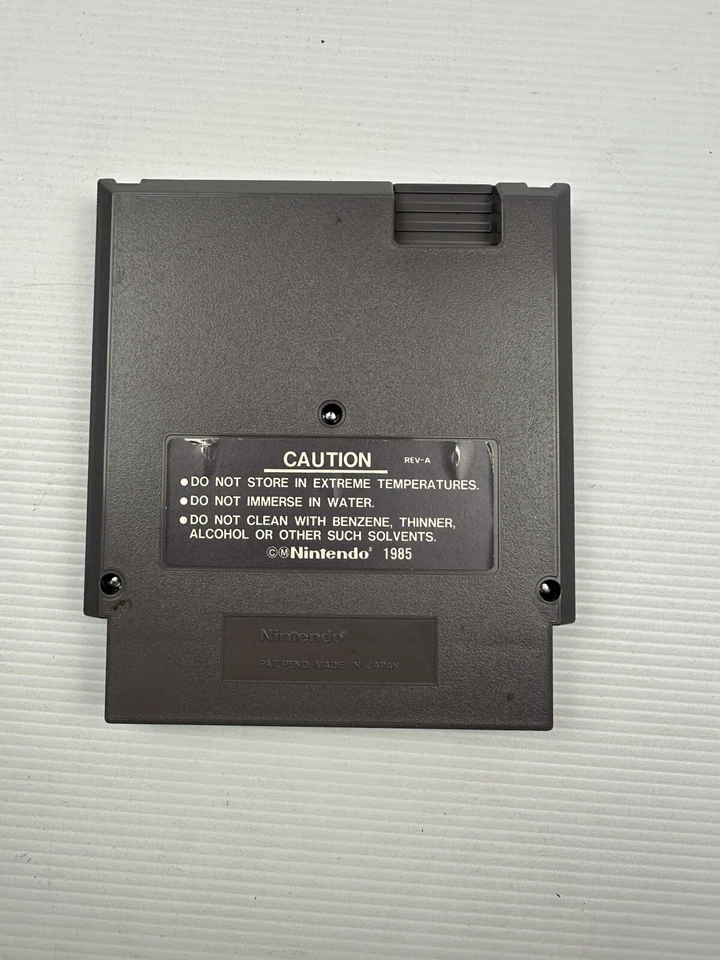 CAUTION REV-A
●DO NOT STORE IN EXTREME TEMPERATURES.
●DO NOT IMMERSE IN WATER.
●DO NOT CLEAN WITH BENZENE, THINNER,
ALCOHOL OR OTHER SUCH SOLVENTS.
©ⓂNintendo® 1985
Nintendo®
PAT. PEND. MADE IN JAPAN